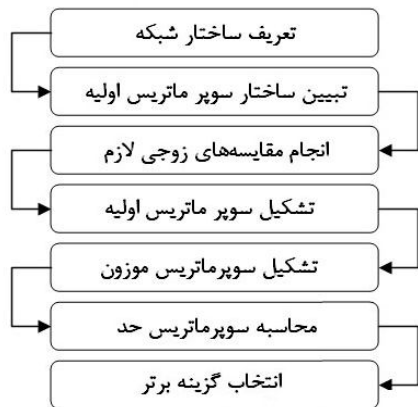 تعریف ساختار شبکه
تبیین ساختار سوپر ماتریس اولیه
انجام مقایسه‌های زوجی لازم
تشکیل سوپر ماتریس اولیه
تشکیل سوپرماتریس موزون
محاسبه سوپرماتریس حد
انتخاب گزینه برتر